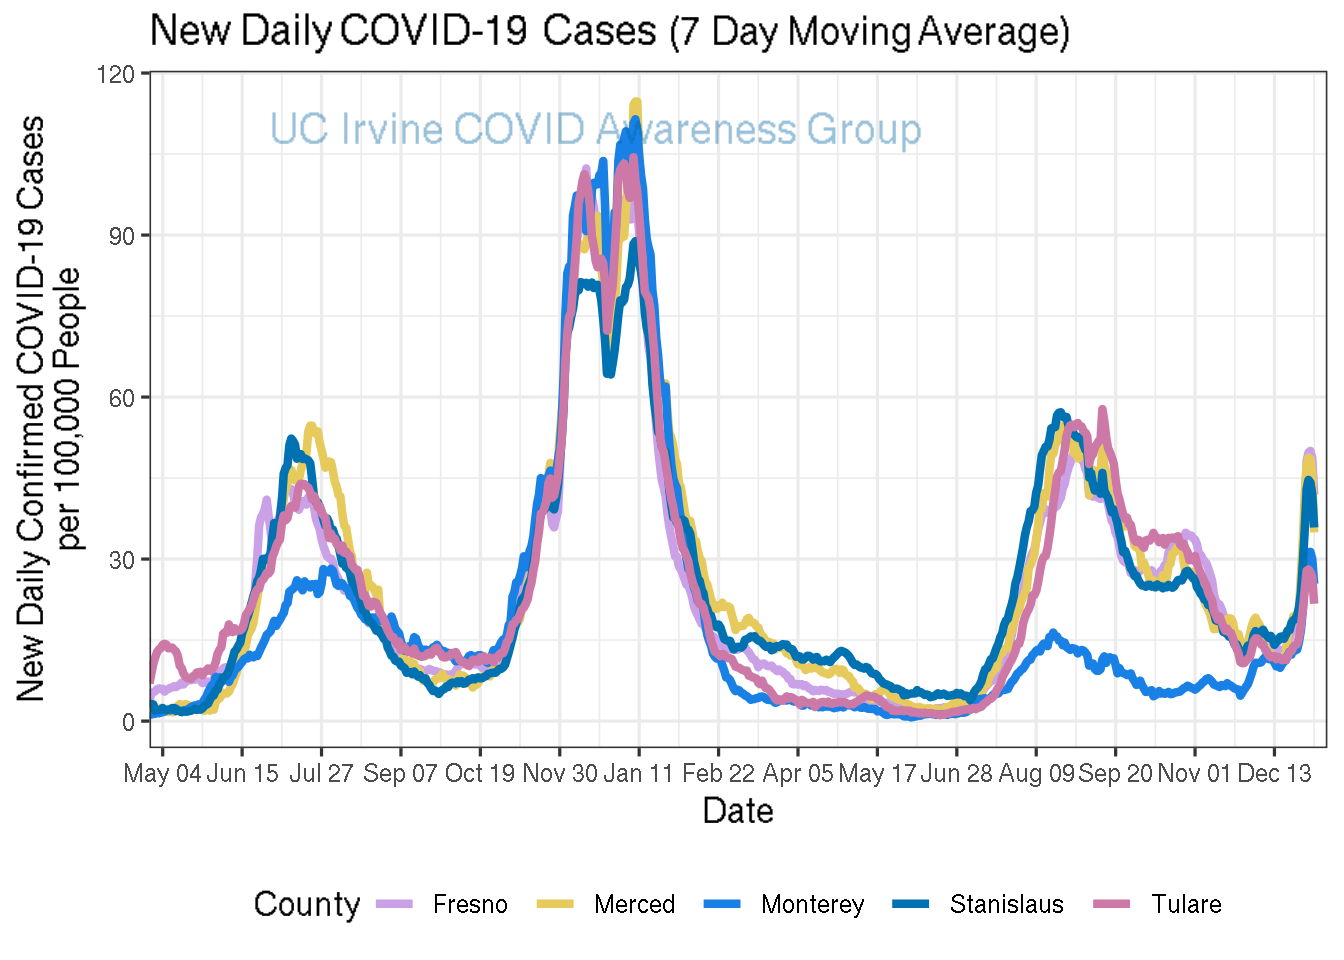 New Daily COVID-19 Cases (7 Day Moving Average)
UC Irvine COVID Awareness Group
New Daily Confirmed COVID-19 Cases
per 100,000 People
120
90
60
30
0
May 04 Jun 15 Jul 27 Sep 07 Oct 19 Nov 30 Jan 11 Feb 22 Apr 05 May 17 Jun 28 Aug 09 Sep 20 Nov 01 Dec 13
Date
County Fresno Merced Monterey Stanislaus Tulare